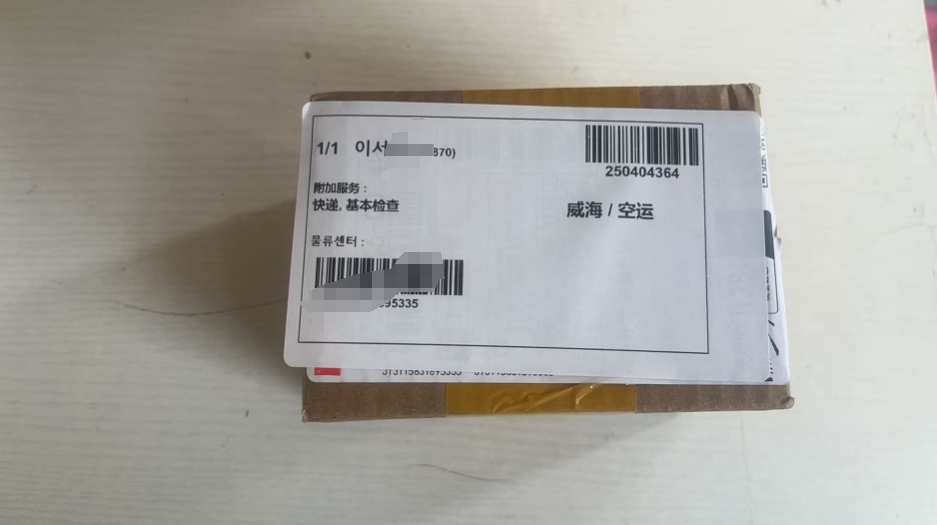 1/1 이서 870)
250404364
附加服务：
快递, 基本检查
威海 / 空运
물류센터 :
95335